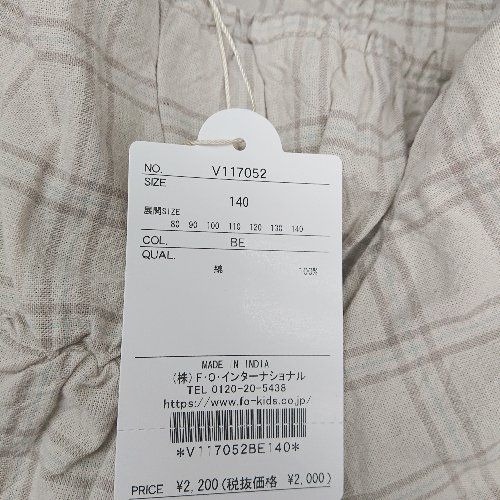 NO. V117052
SIZE
140
展開SIZE
80 90 100 110 120 130 140
COL. BE
QUAL.
綿 100%
MADE IN INDIA
(株)F・O・インターナショナル
TEL 0120-20-5438
https://www.fo-kids.co.jp/
*V117052BE140*
PRICE ¥2,200(税抜価格 ¥2,000)